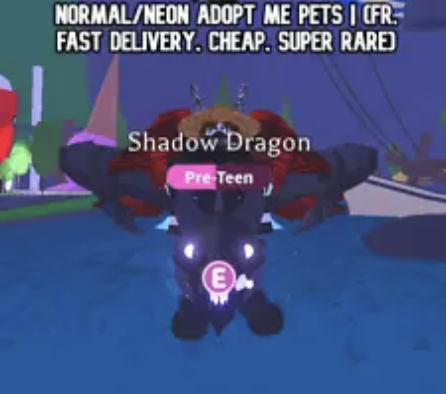 NORMAL/NEON ADOPT ME PETS | (FR.
FAST DELIVERY. CHEAP. SUPER RARE)
Shadow Dragon
Pre-Teen
E